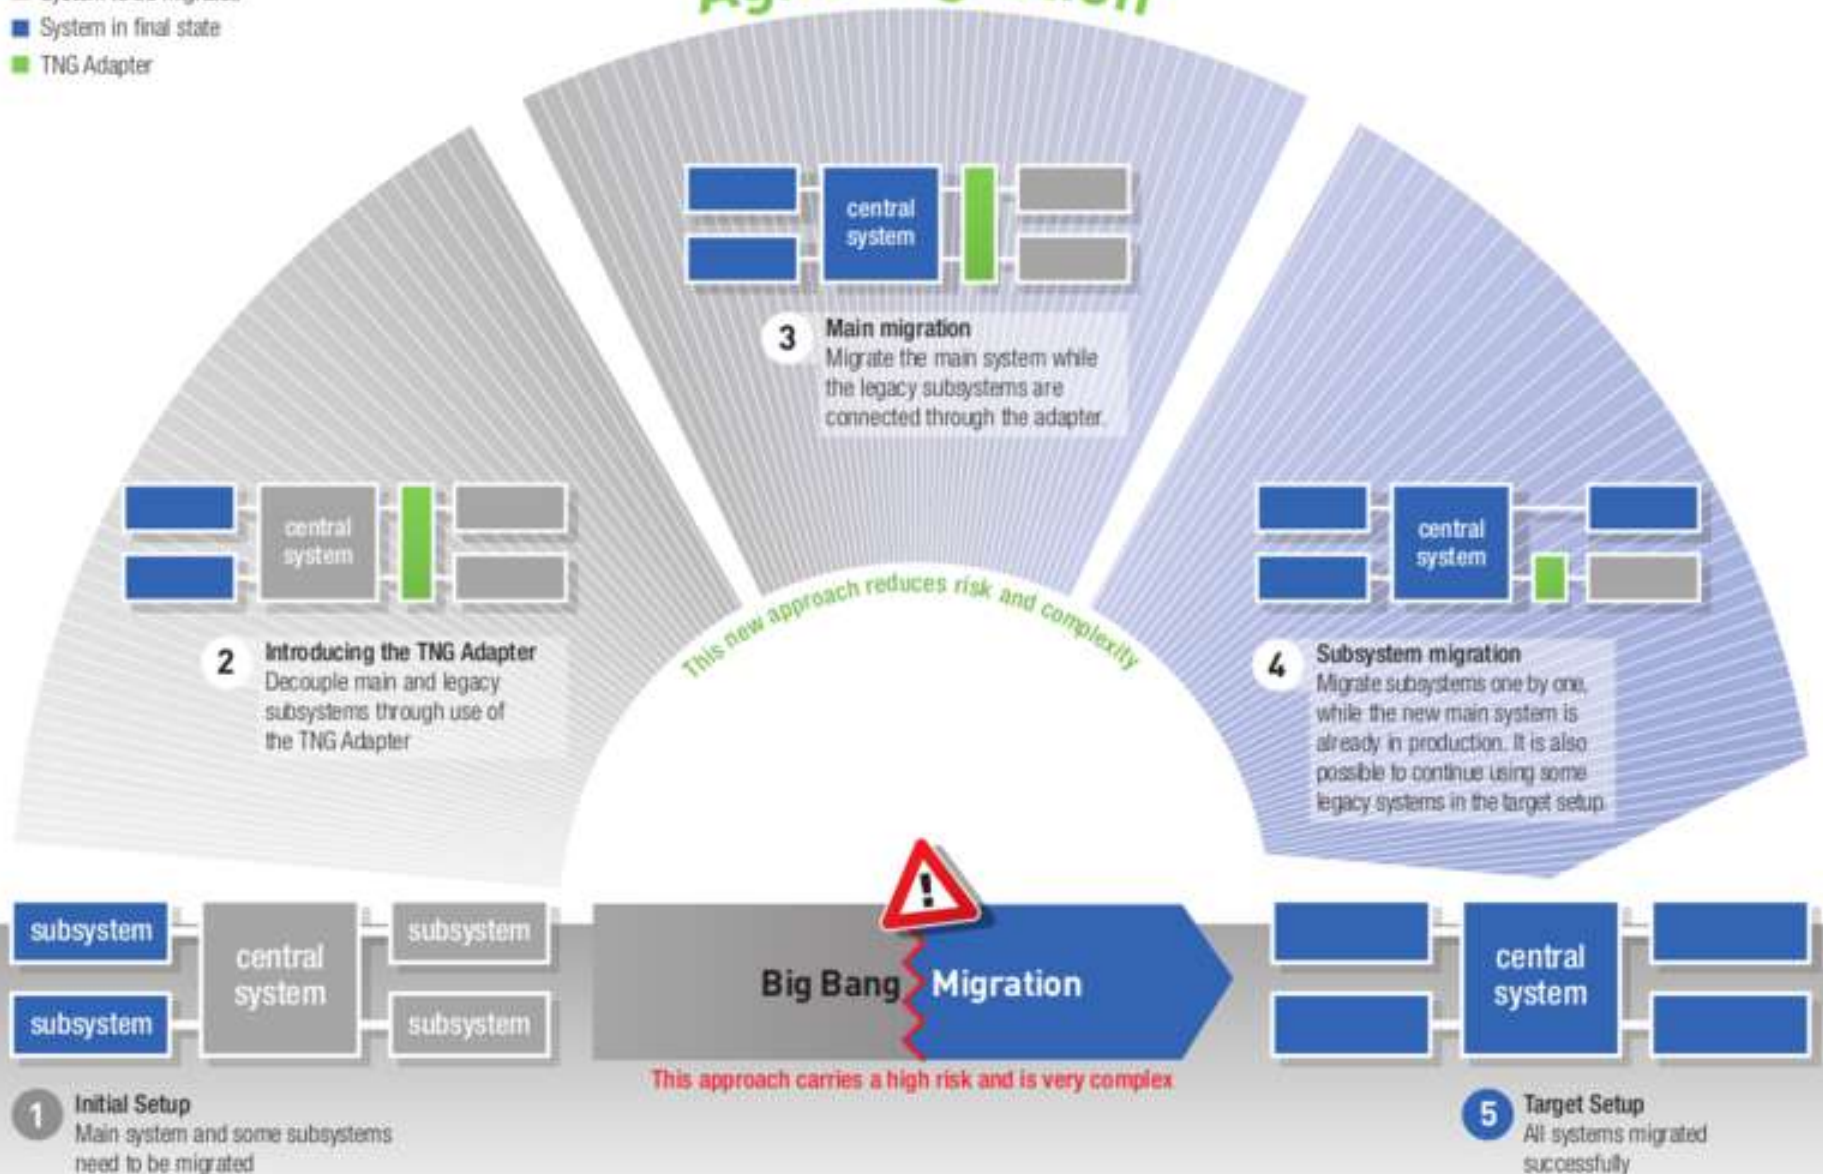 System in final state
TNG Adapter
central
system
3
Main migration
Migrate the main system while
the legacy subsystems are
connected through the adapter.
central
system
2
Introducing the TNG Adapter
Decouple main and legacy
subsystems through use of
the TNG Adapter
This new approach reduces risk and complexity
central
system
4
Subsystem migration
Migrate subsystems one by one,
while the new main system is
already in production. It is also
possible to continue using some
legacy systems in the target setup.
subsystem
subsystem
central
system
subsystem
subsystem
!
Big Bang Migration
This approach carries a high risk and is very complex
central
system
1
Initial Setup
Main system and some subsystems
need to be migrated
5
Target Setup
All systems migrated
successfully